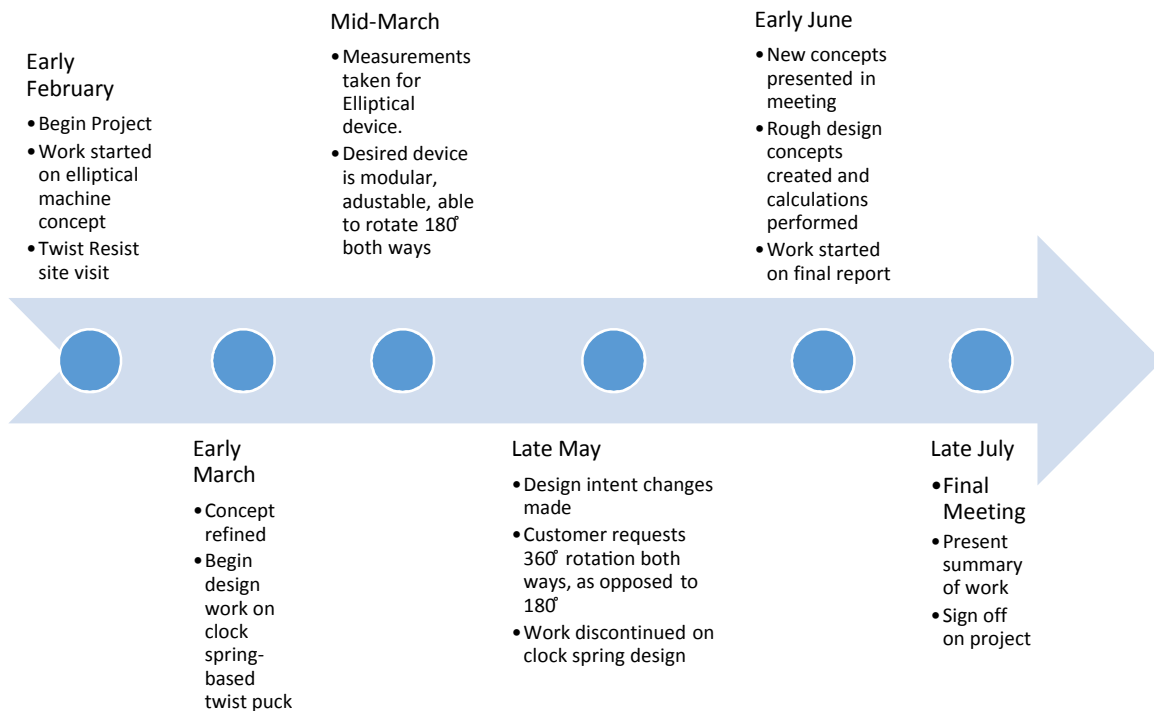 Early
February
•Begin Project
•Work started
on elliptical
machine
concept
•Twist Resist
site visit
Early
March
•Concept
refined
•Begin
design
work on
clock
spring-
based
twist puck
Mid-March
•Measurements
taken for
Elliptical
device.
•Desired device
is modular,
adustable, able
to rotate 180° 
both ways
Late May
•Design intent changes
made
•Customer requests
360° rotation both
ways, as opposed to
180°
•Work discontinued on
clock spring design
Early June
•New concepts
presented in
meeting
•Rough design
concepts
created and
calculations
performed
•Work started
on final report
Late July
•Final
Meeting
•Present
summary
of work
•Sign off
on project